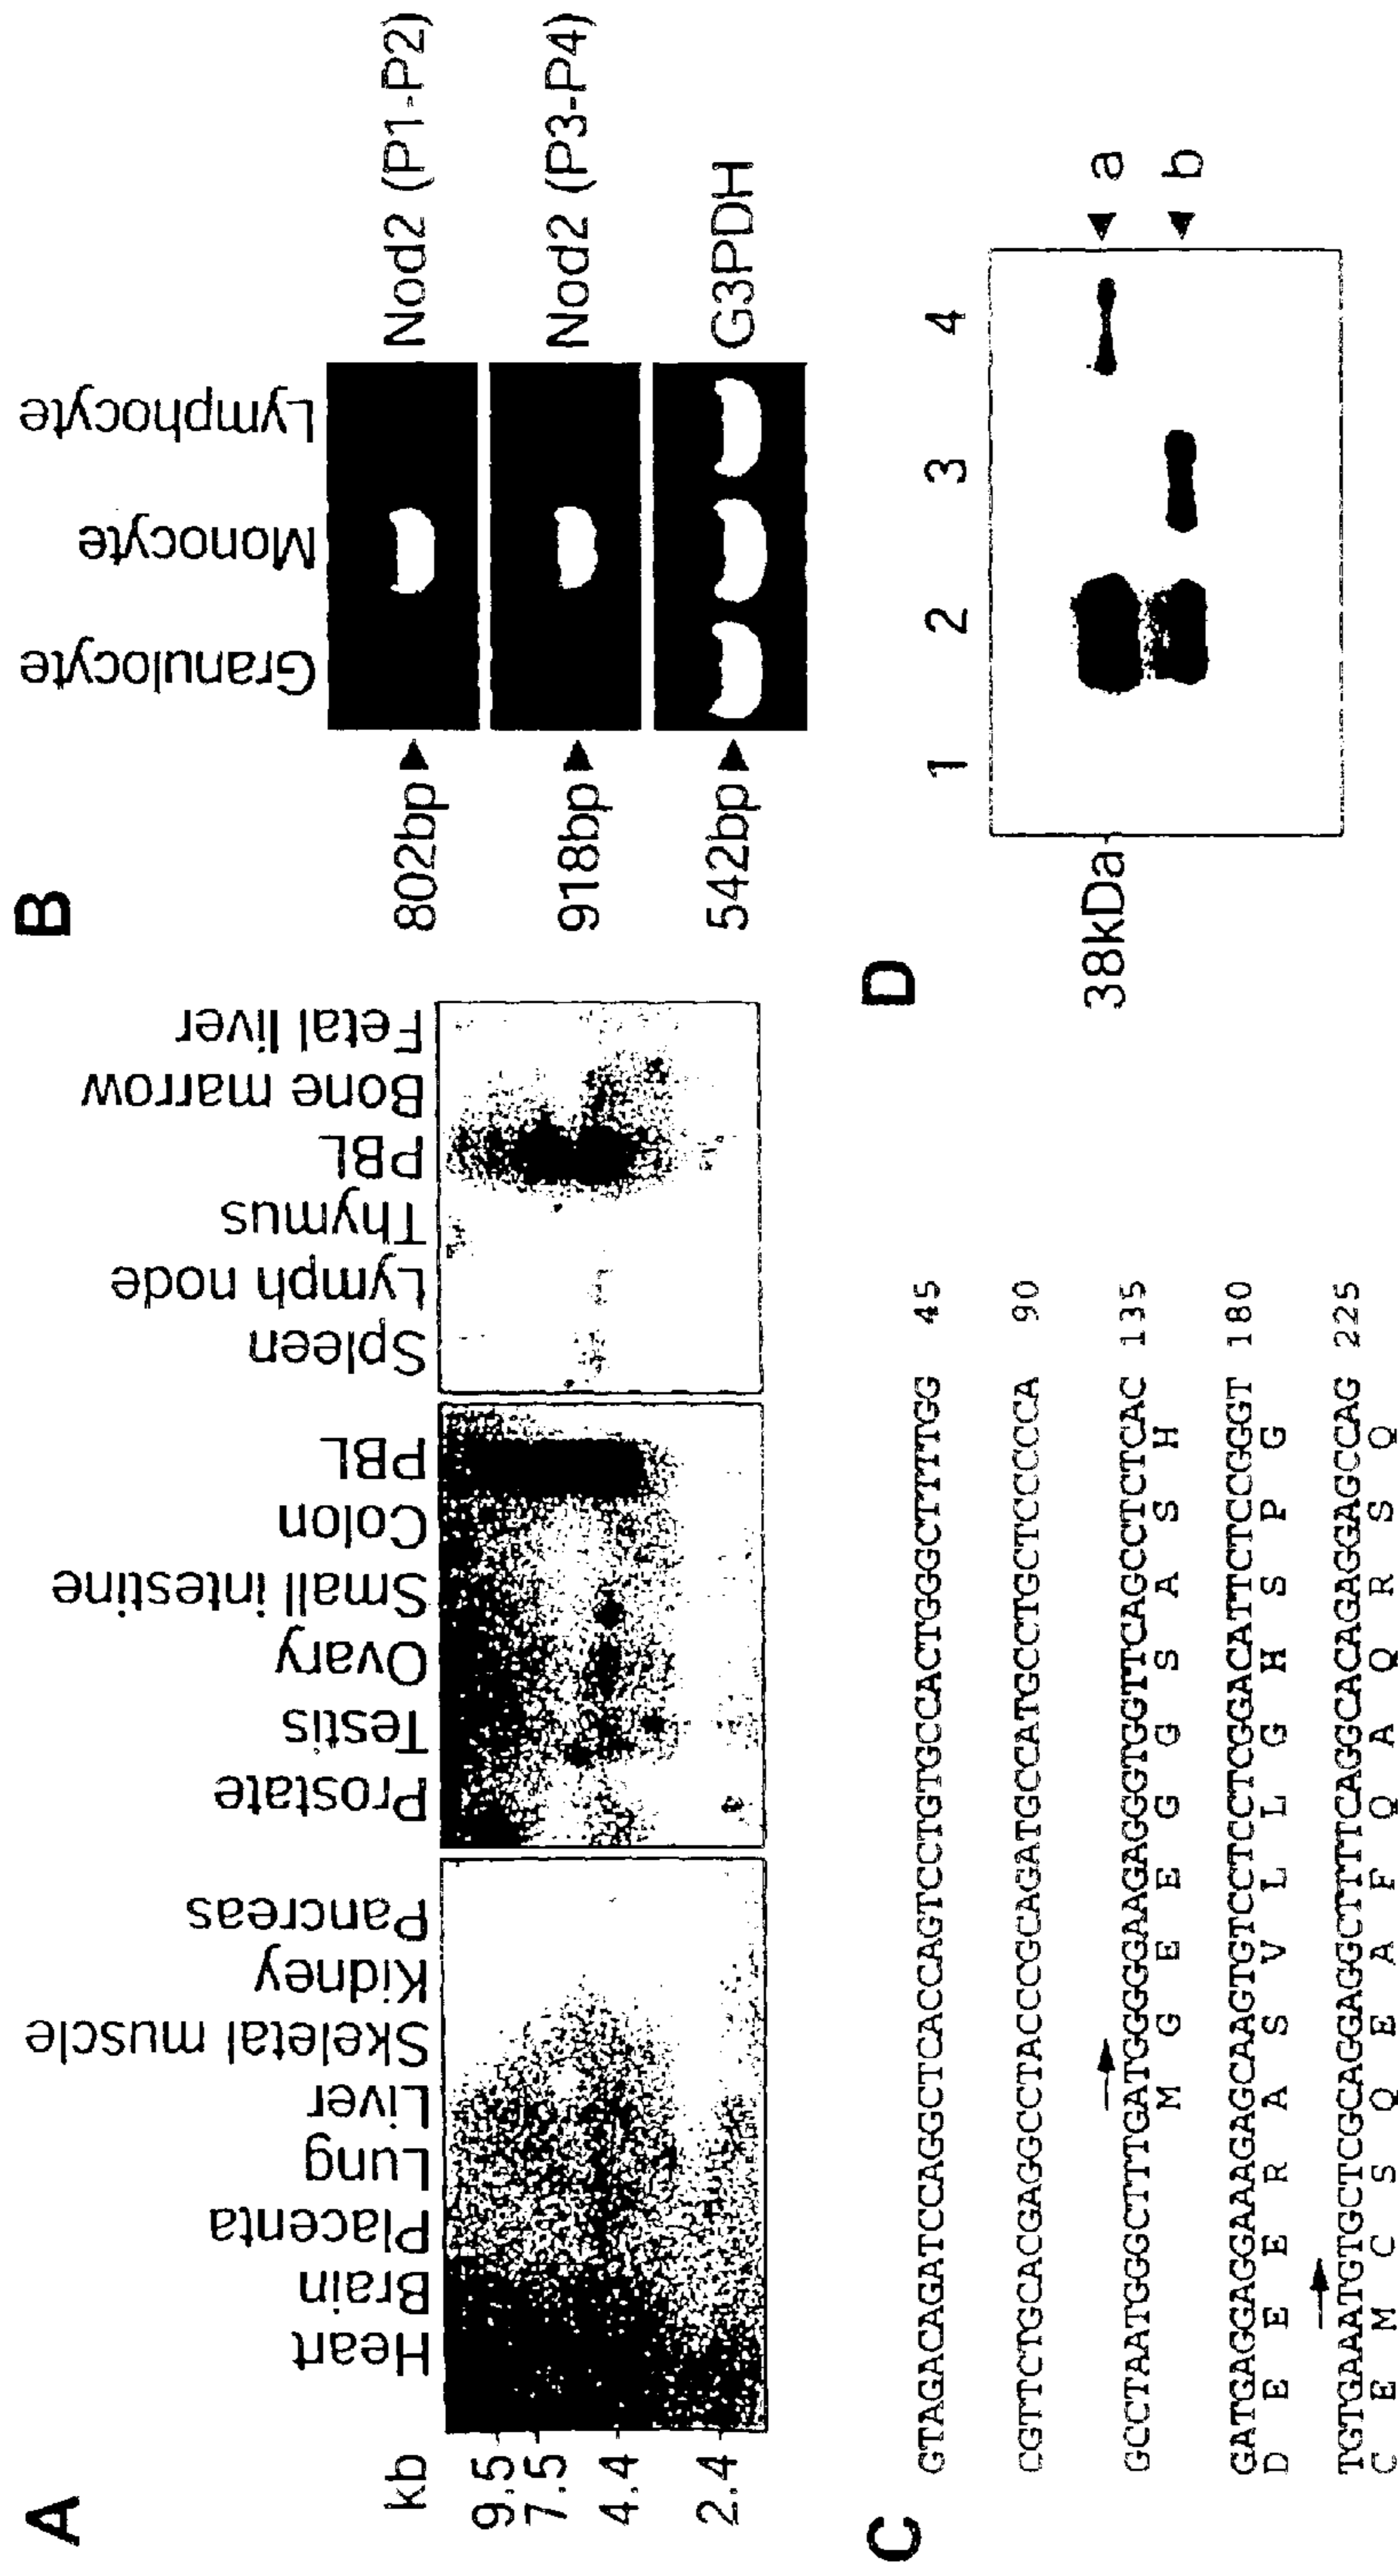 A
kb
Heart
Brain
Placenta
Lung
Liver
Skeletal muscle
Kidney
Pancreas
Prostate
Testis
Ovary
Small intestine
Colon
PBL
Spleen
Lymph node
Thymus
PBL
Bone marrow
Fetal liver
9.5
7.5
4.4
2.4
B
Granulocyte
Monocyte
Lymphocyte
802bp Nod2 (P1-P2)
918bp Nod2 (P3-P4)
542bp G3PDH
C
GTAGACAGATCCAGGCTCACCAGTCCTGTGCCACTGGGCTTTTGG 45
CGTTCTGCACGAGGCCTACCCGCAGATGCCATGCCTGCTCCCCCA 90
GCCTAATGGGCTTTGATGGGGGAAGAGGGTGGTTCAGCCTCTCAC 135
M G E E G G S A S H
GATGAGGAGGAAAGAGCAAGTGTCCTCCTCGGACATTCTCCGGGT 180
D E E E R A S V L L G H S P G
TGTGAAATGTGCTCGCAGGAGGCTTTTCAGGCACAGAGGAGCCAG 225
C E M C S Q E A F Q A Q R S Q
D
1 2 3 4
38kDa
a
b